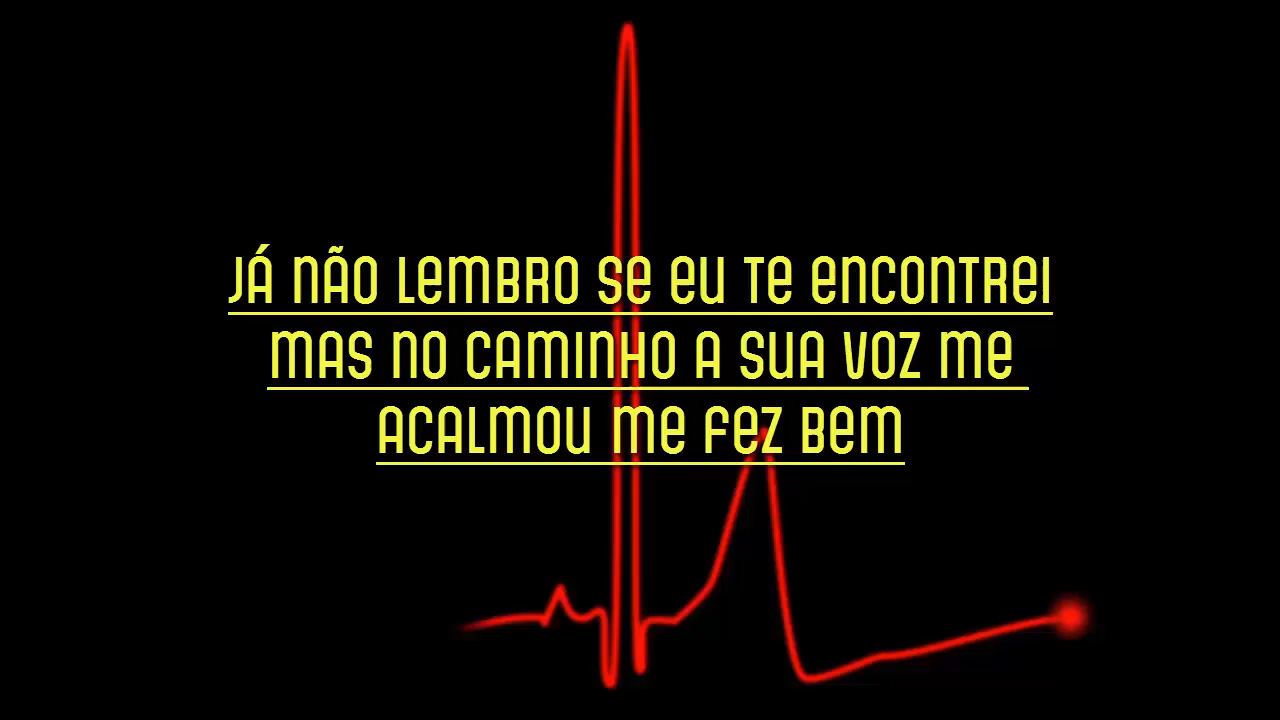 JÁ NÃO LEMBRO SE EU TE ENCONTREI
MAS NO CAMINHO A SUA VOZ ME
ACALMOU ME FEZ BEM